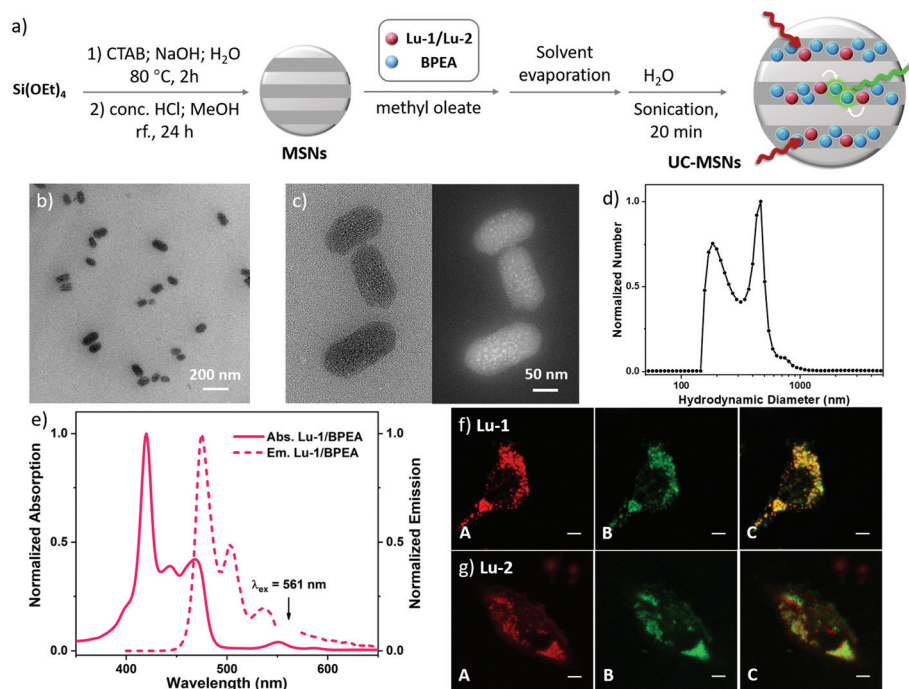 a)
1) CTAB; NaOH; H₂O
80 °C, 2h
Si(OEt)₄
2) conc. HCl; MeOH
rf., 24 h
MSNs
Lu-1/Lu-2
BPEA
methyl oleate
Solvent
evaporation
H₂O
Sonication,
20 min
UC-MSNs
b)
200 nm
c)
50 nm
d)
Normalized Number
1.0
0.5
0.0
100
1000
Hydrodynamic Diameter (nm)
e)
Normalized Absorption
1.0
0.5
0.0
Abs. Lu-1/BPEA
Em. Lu-1/BPEA
λex = 561 nm
1.0
0.5
0.0
Normalized Emission
400
500
600
Wavelength (nm)
f) Lu-1
A
B
C
g) Lu-2
A
B
C